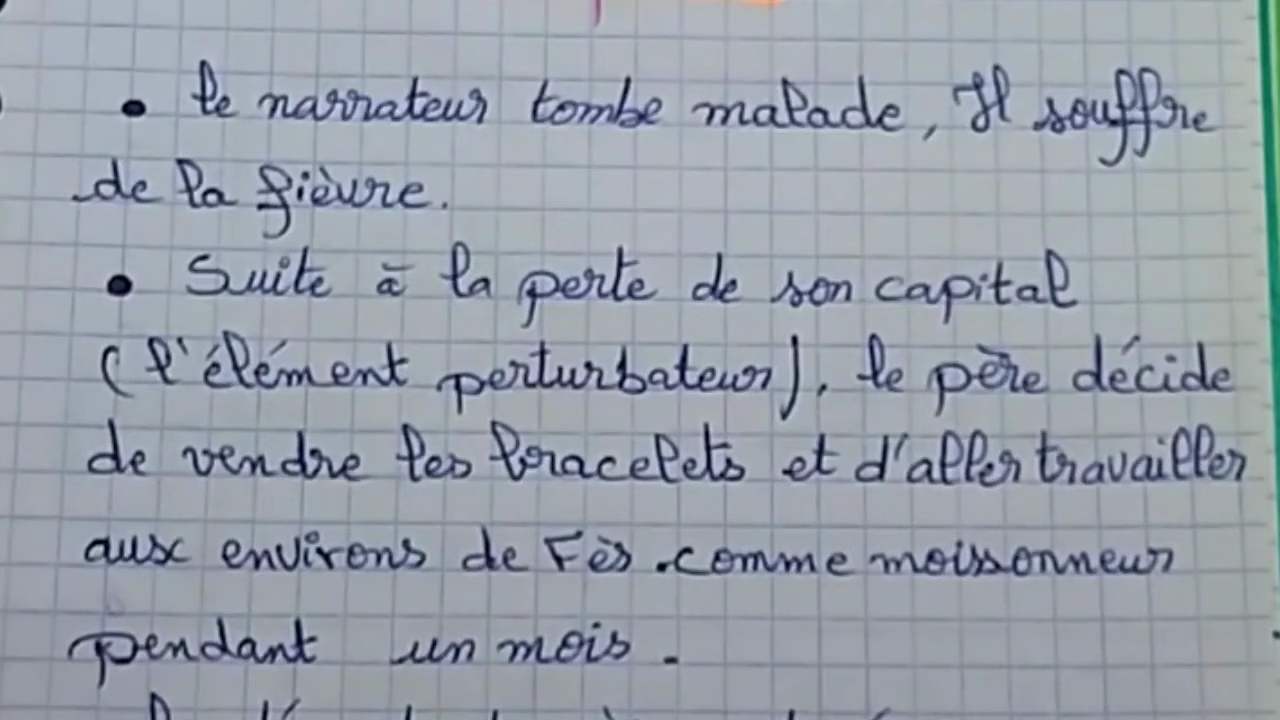 • le narrateur tombe malade, Il souffre
de la fièvre.
• Suite à la perte de son capital
(l'élément perturbateur), le père décide
de vendre les bracelets et d'aller travailler
aux environs de Fès. comme moissonneur
pendant un mois.